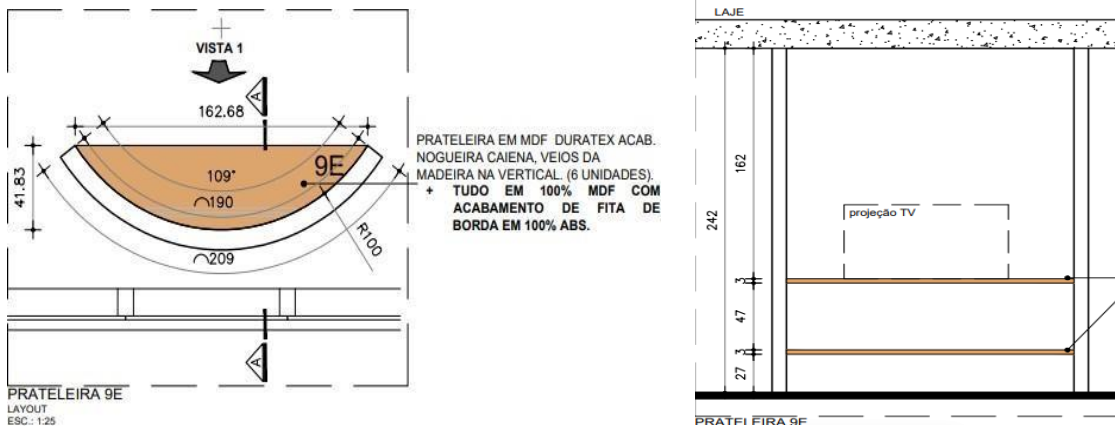 VISTA 1
A
162.68
41.83
109°
9E
⌒190
R100
⌒209
PRATELEIRA EM MDF DURATEX ACAB.
NOGUEIRA CAIENA, VEIOS DA
MADEIRA NA VERTICAL. (6 UNIDADES).
+ TUDO EM 100% MDF COM
ACABAMENTO DE FITA DE
BORDA EM 100% ABS.
A
PRATELEIRA 9E
LAYOUT
ESC.: 1:25
LAJE
162
242
projeção TV
3
47
3
27
PRATELEIRA 9E